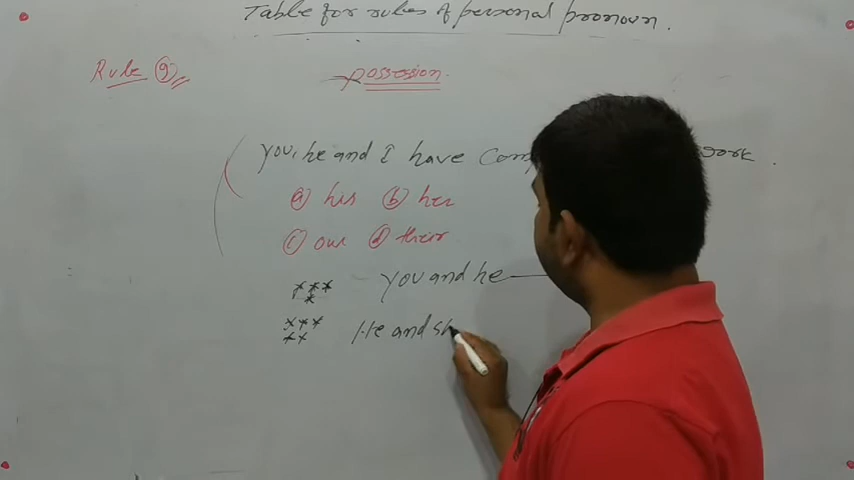 Table for rules of personal pronoun.
Rule 9
possession.
you, he and I have work.
a his b her
c our d their
*** you and he
*
*** He and sh
**